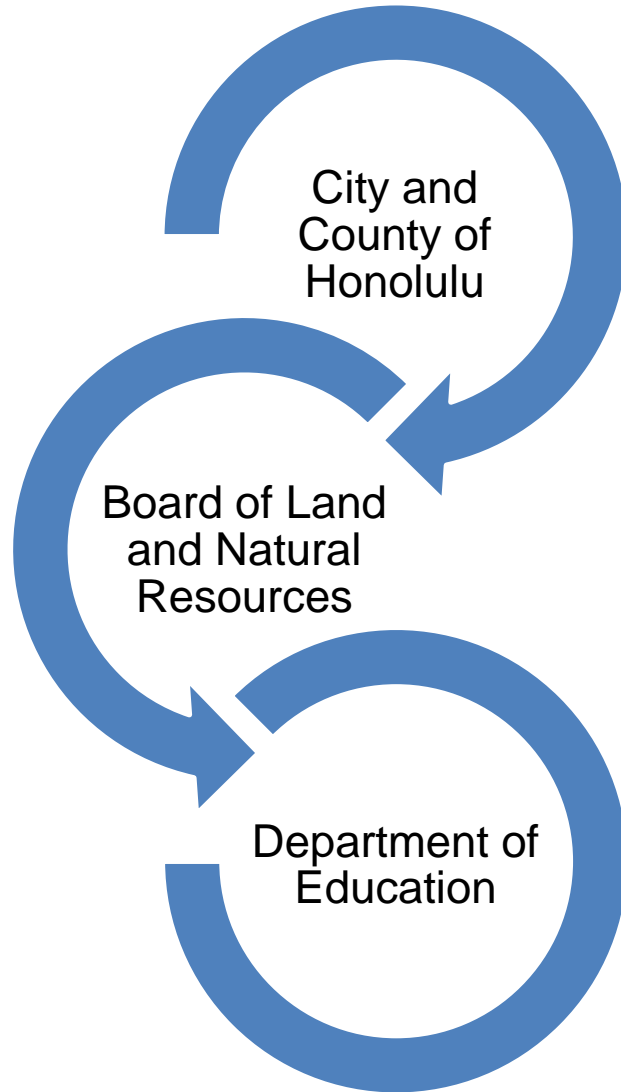 City and
County of
Honolulu
Board of Land
and Natural
Resources
Department of
Education